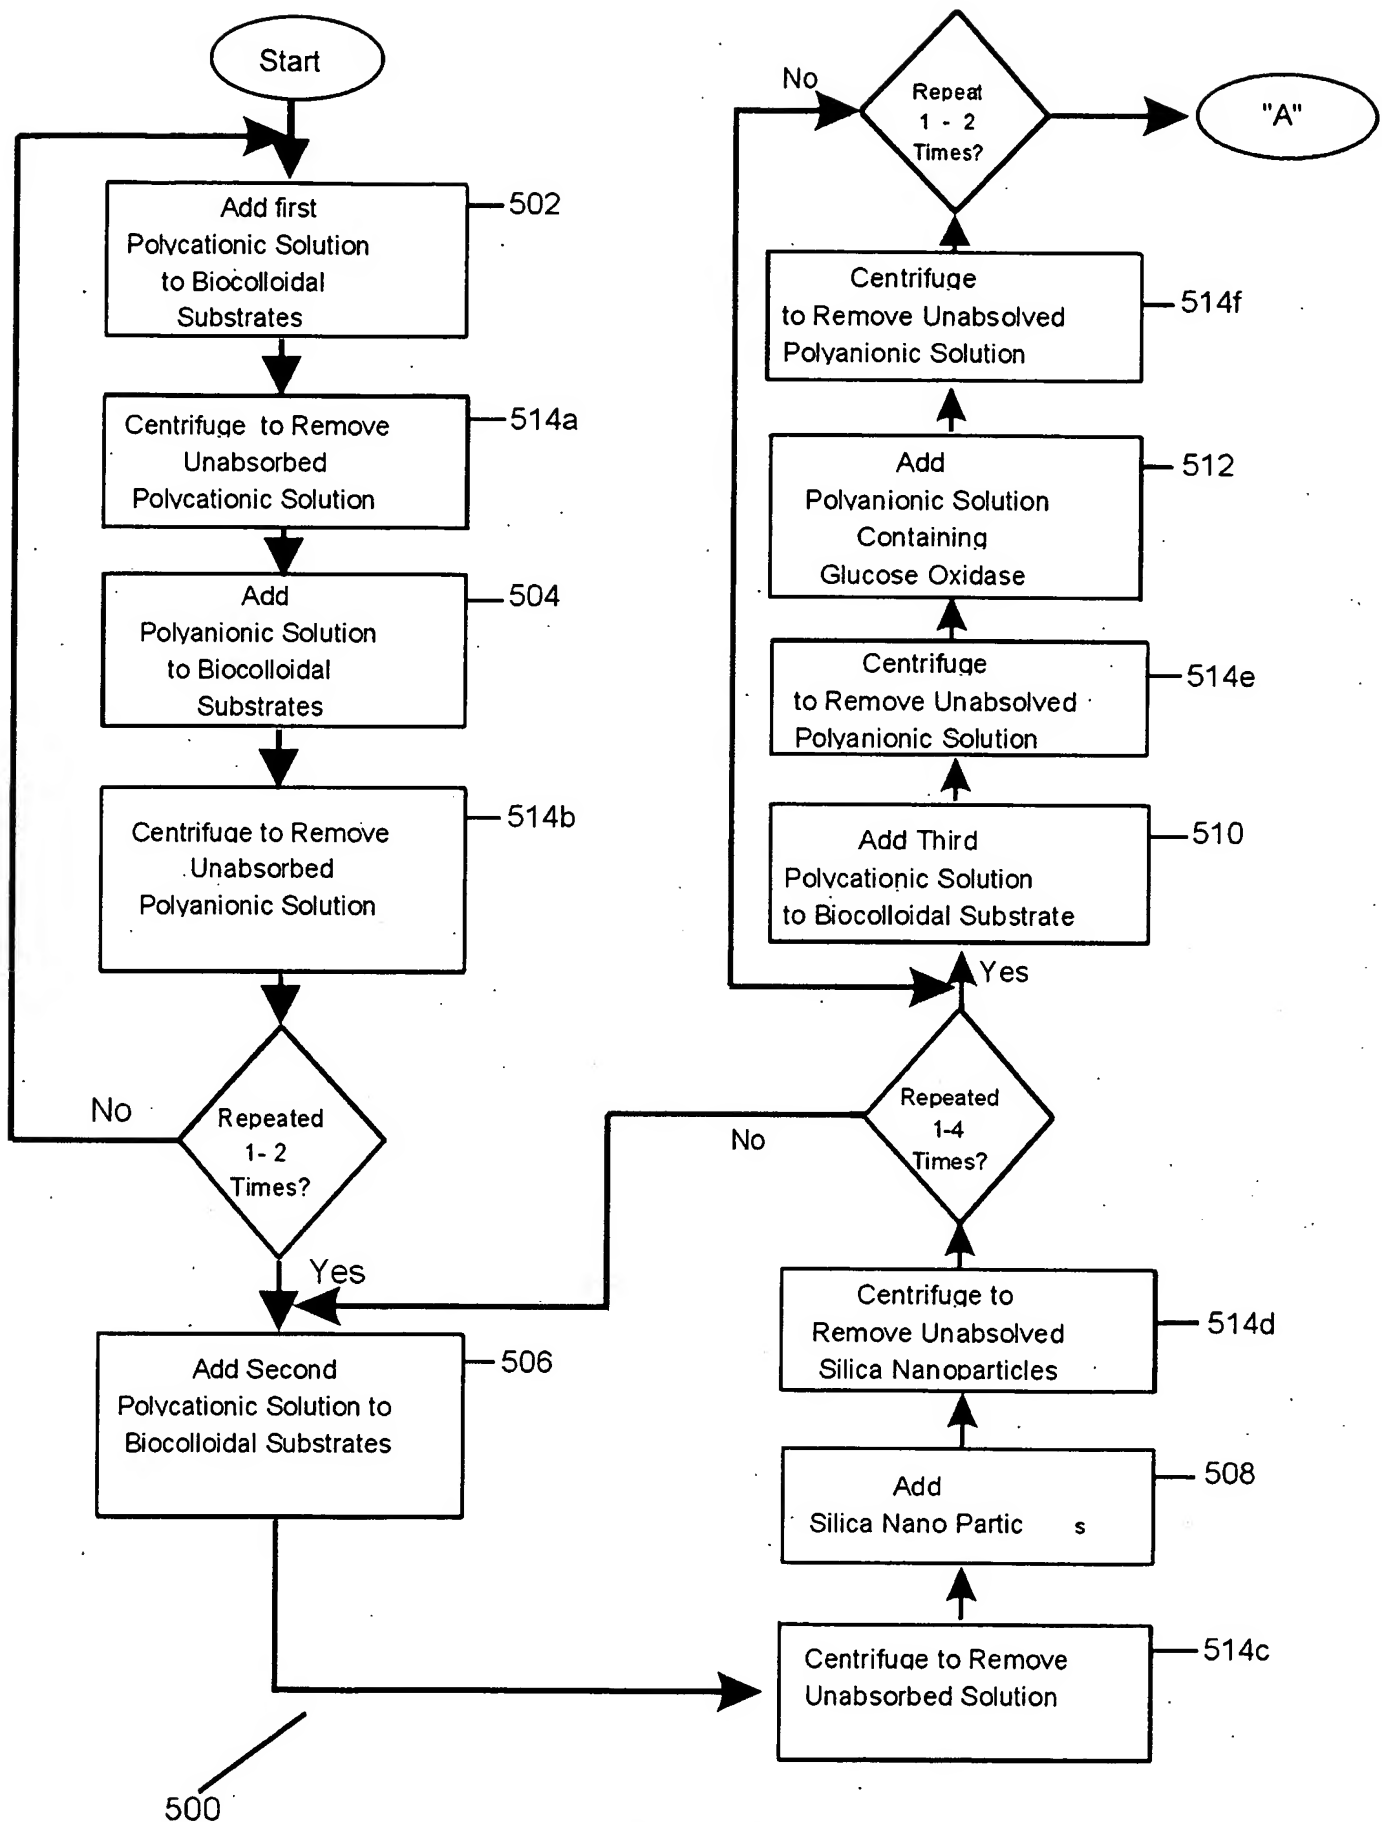 Start
Add first
Polycationic Solution
to Biocolloidal
Substrates
502
Centrifuge to Remove
Unabsorbed
Polycationic Solution
514a
Add
Polyanionic Solution
to Biocolloidal
Substrates
504
Centrifuge to Remove
Unabsorbed
Polyanionic Solution
514b
No
Repeated
1- 2
Times?
Yes
Add Second
Polycationic Solution to
Biocolloidal Substrates
506
500
Centrifuge to Remove
Unabsorbed Solution
514c
Add
Silica Nano Partic s
508
Centrifuge to
Remove Unabsolved
Silica Nanoparticles
514d
Repeated
1-4
Times?
No
Yes
Add Third
Polycationic Solution
to Biocolloidal Substrate
510
Centrifuge
to Remove Unabsolved
Polyanionic Solution
514e
Add
Polyanionic Solution
Containing
Glucose Oxidase
512
Centrifuge
to Remove Unabsolved
Polyanionic Solution
514f
No
Repeat
1 - 2
Times?
"A"